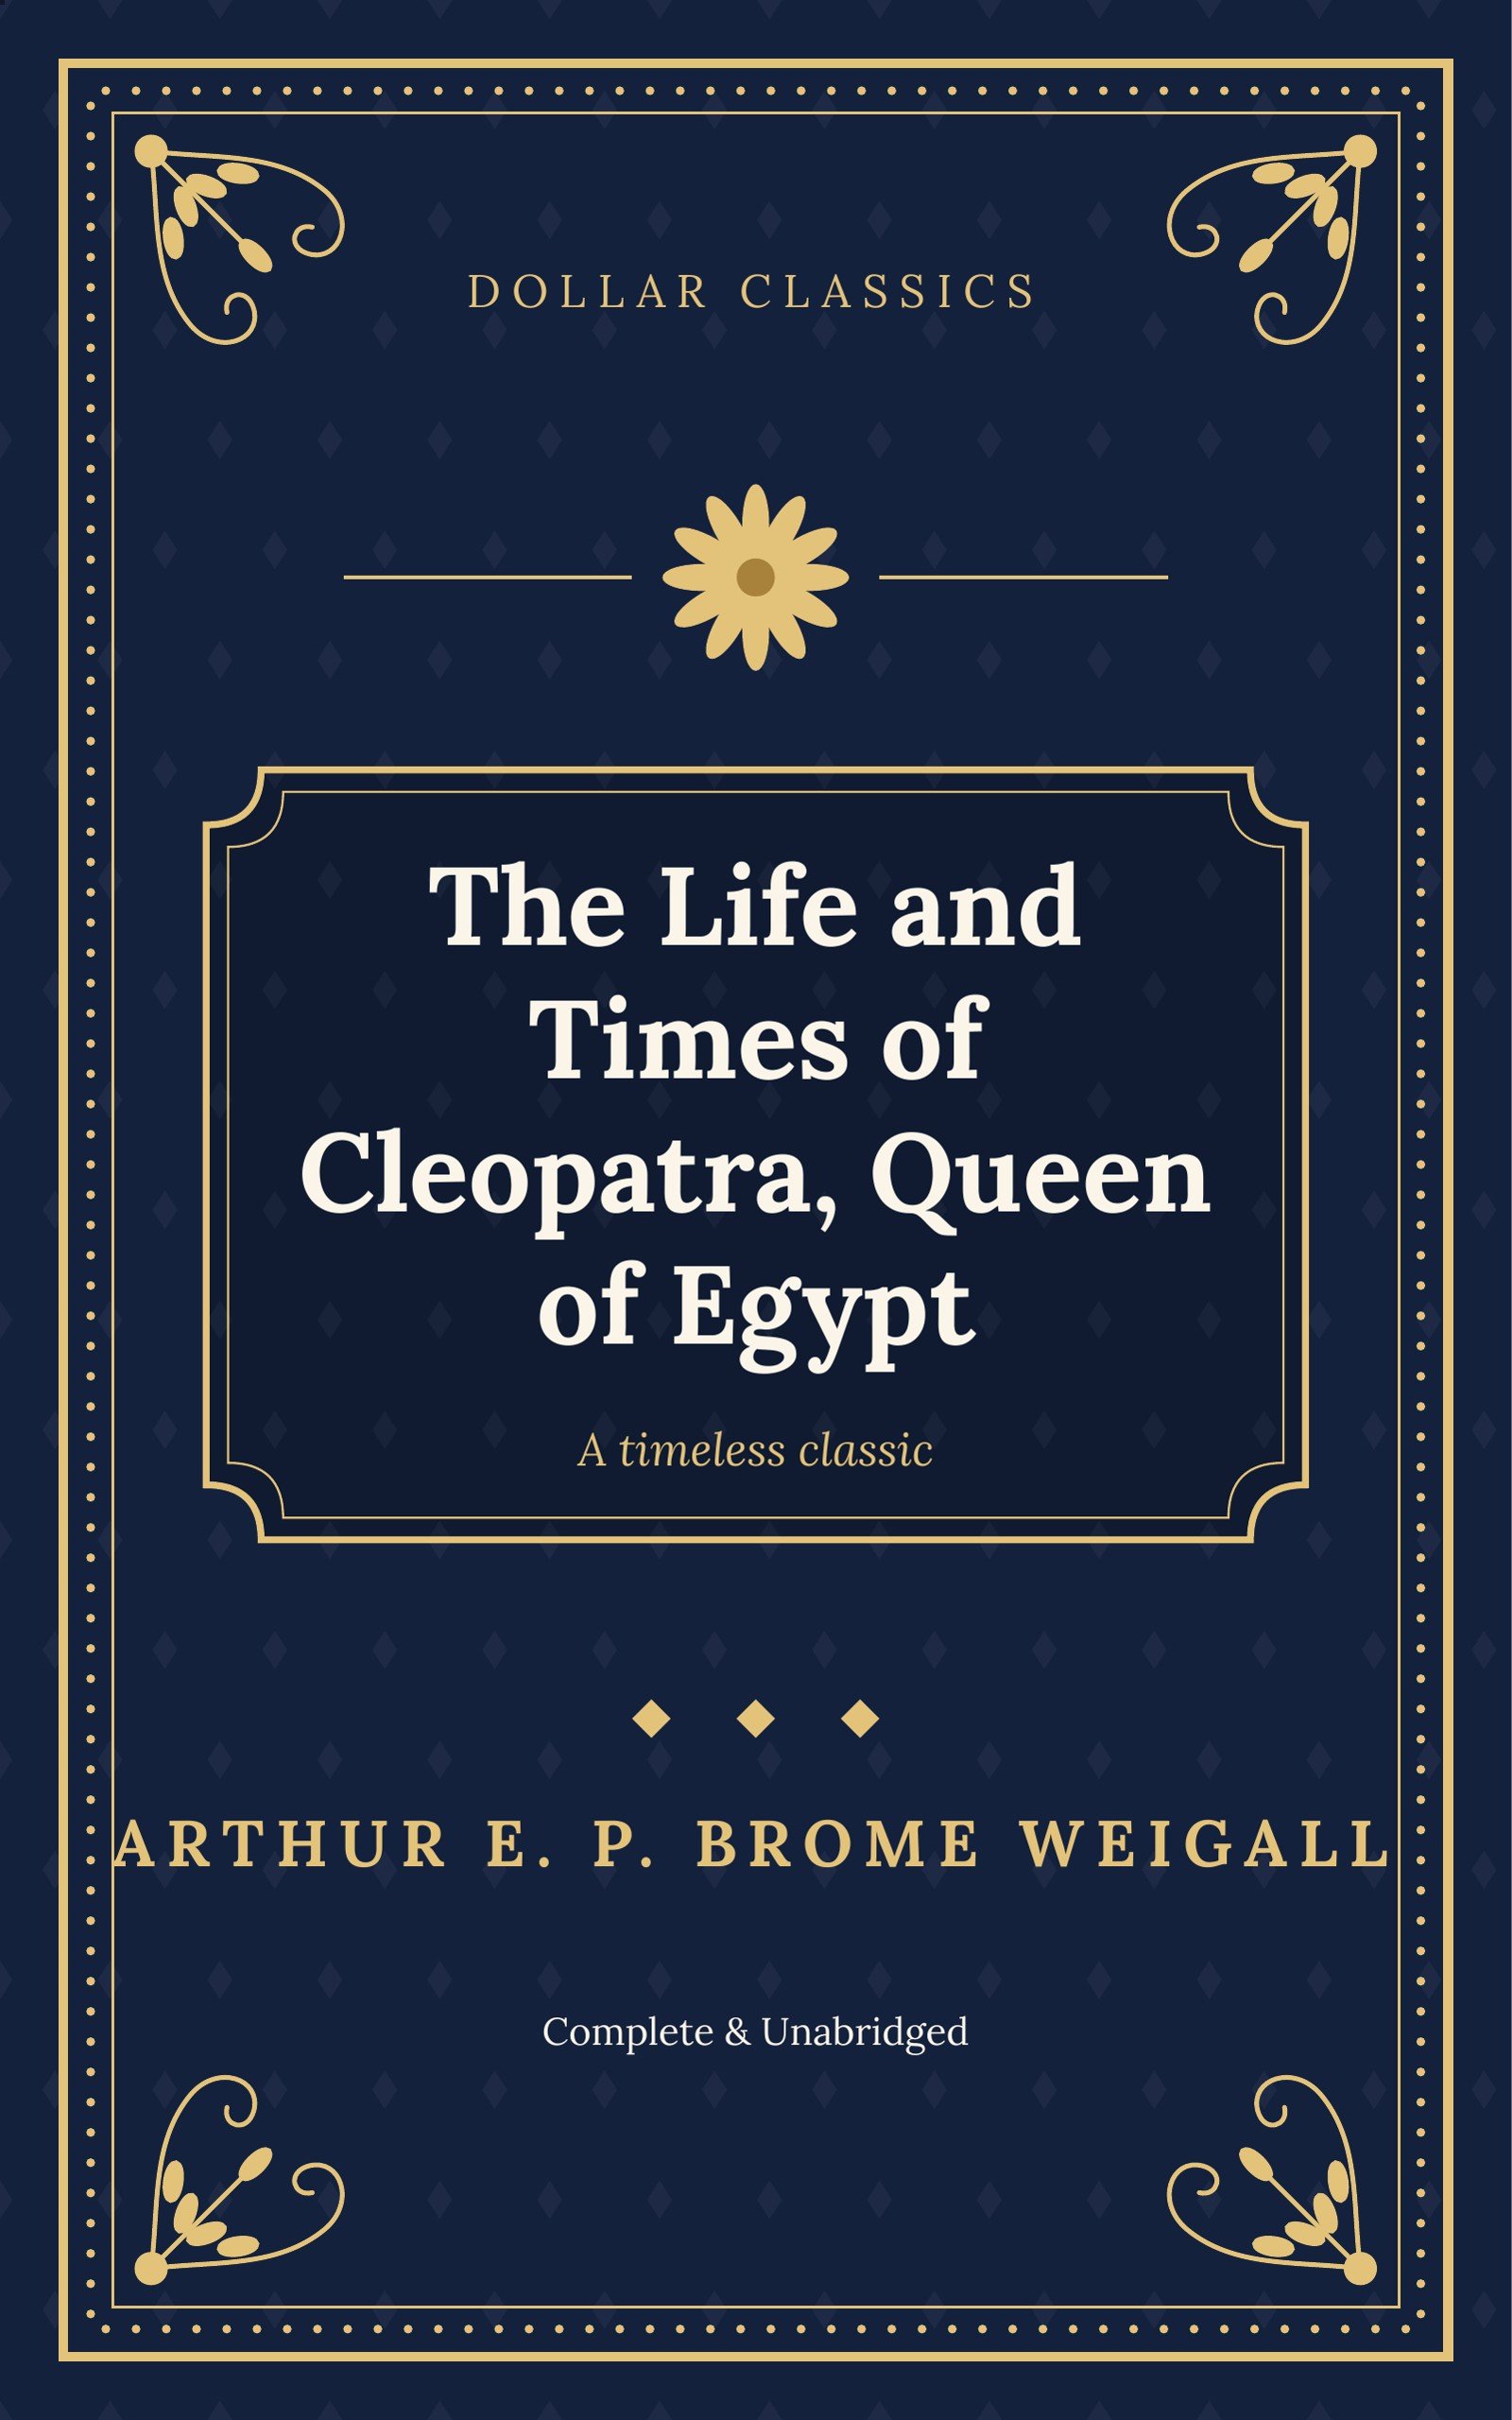 DOLLAR CLASSICS
The Life and
Times of
Cleopatra, Queen
of Egypt
A timeless classic
ARTHUR E. P. BROME WEIGALL
Complete & Unabridged